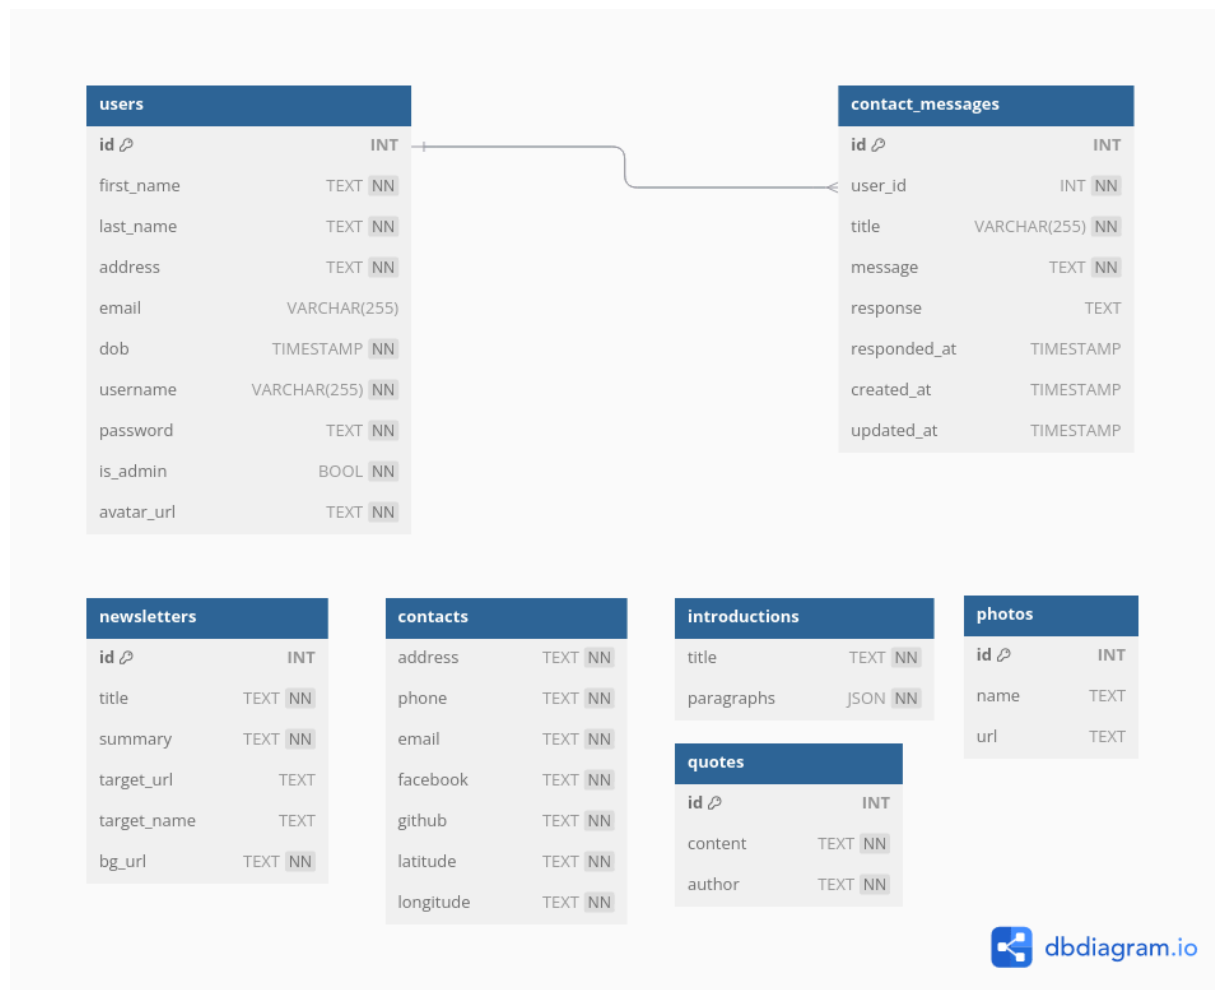 users
id INT
first_name TEXT NN
last_name TEXT NN
address TEXT NN
email VARCHAR(255)
dob TIMESTAMP NN
username VARCHAR(255) NN
password TEXT NN
is_admin BOOL NN
avatar_url TEXT NN
contact_messages
id INT
user_id INT NN
title VARCHAR(255) NN
message TEXT NN
response TEXT
responded_at TIMESTAMP
created_at TIMESTAMP
updated_at TIMESTAMP
newsletters
id INT
title TEXT NN
summary TEXT NN
target_url TEXT
target_name TEXT
bg_url TEXT NN
contacts
address TEXT NN
phone TEXT NN
email TEXT NN
facebook TEXT NN
github TEXT NN
latitude TEXT NN
longitude TEXT NN
introductions
title TEXT NN
paragraphs JSON NN
quotes
id INT
content TEXT NN
author TEXT NN
photos
id INT
name TEXT
url TEXT
dbdiagram.io